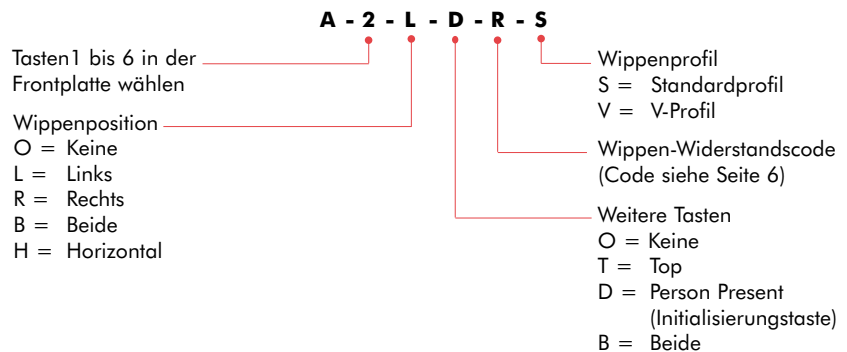 A - 2 - L - D - R - S
Tasten1 bis 6 in der
Frontplatte wählen
Wippenposition
O = Keine
L = Links
R = Rechts
B = Beide
H = Horizontal
Wippenprofil
S = Standardprofil
V = V-Profil
Wippen-Widerstandscode
(Code siehe Seite 6)
Weitere Tasten
O = Keine
T = Top
D = Person Present
(Initialisierungstaste)
B = Beide